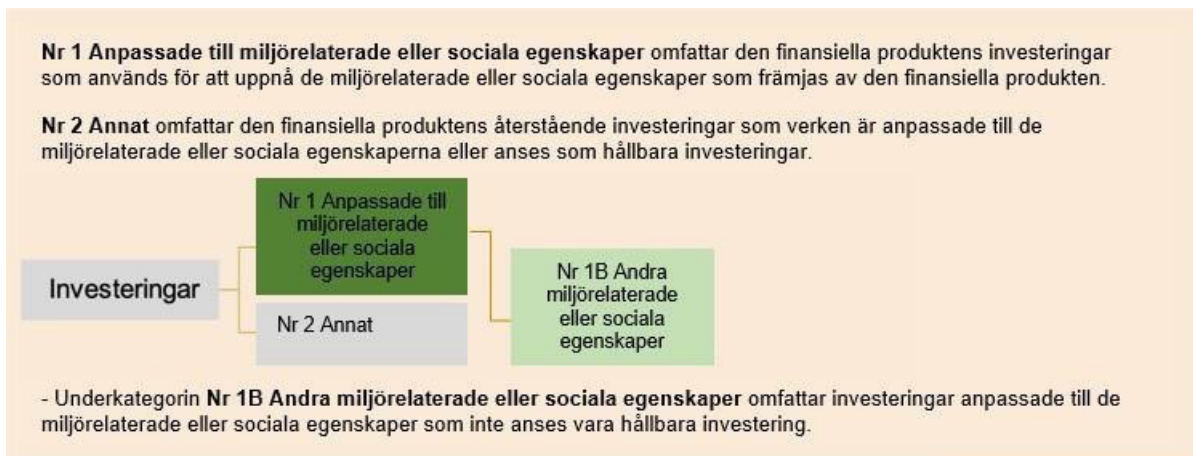 Nr 1 Anpassade till miljörelaterade eller sociala egenskaper omfattar den finansiella produktens investeringar
som används för att uppnå de miljörelaterade eller sociala egenskaper som främjas av den finansiella produkten.
Nr 2 Annat omfattar den finansiella produktens återstående investeringar som verken är anpassade till de
miljörelaterade eller sociala egenskaperna eller anses som hållbara investeringar.
Investeringar
Nr 1 Anpassade till
miljörelaterade
eller sociala
egenskaper
Nr 2 Annat
Nr 1B Andra
miljörelaterade
eller sociala
egenskaper
- Underkategorin Nr 1B Andra miljörelaterade eller sociala egenskaper omfattar investeringar anpassade till de
miljörelaterade eller sociala egenskaper som inte anses vara hållbara investering.